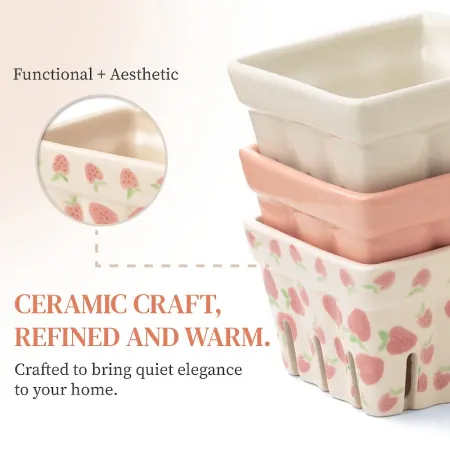 Functional + Aesthetic
CERAMIC CRAFT,
REFINED AND WARM.
Crafted to bring quiet elegance
to your home.